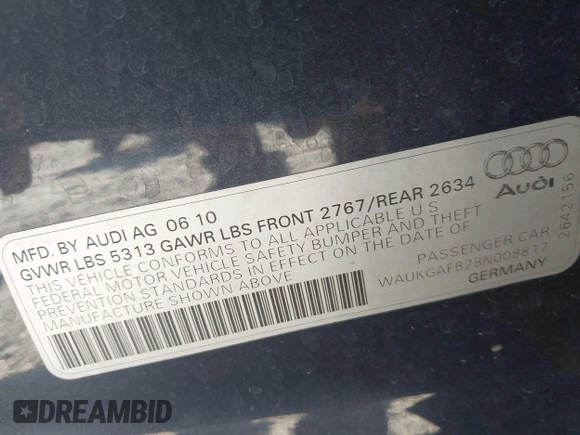 MFD. BY AUDI AG 06 10
GVWR LBS 5313 GAWR LBS FRONT 2767/REAR 2634
THIS VEHICLE CONFORMS TO ALL APPLICABLE U S
FEDERAL MOTOR VEHICLE SAFETY BUMPER AND THEFT
PREVENTION STANDARDS IN EFFECT ON DATE OF
MANUFACTURE SHOWN ABOVE
PASSENGER CAR
WAUKGAFB2BN008817
GERMANY
Audi
2642156
DREAMBID